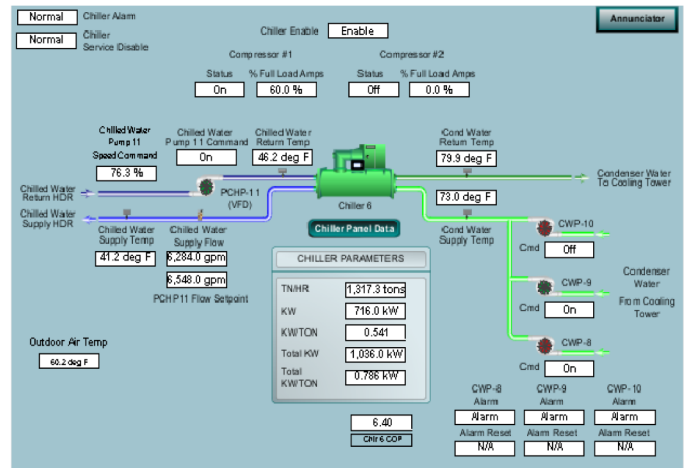 Normal Chiller Alarm
Normal Chiller Service Disable
Chiller Enable Enable
Annunciator
Compressor #1 Compressor #2
Status % Full Load Amps Status % Full Load Amps
On 60.0 % Off 0.0 %
Chilled Water Pump 11 Speed Command
76.3 %
Chilled Water Pump 11 Command
On
Chilled Water Return Temp
46.2 deg F
Cond Water Return Temp
79.9 deg F
Chilled Water Return HDR
PCHP-11 (VFD)
Chiller 6
73.0 deg F
Condenser Water To Cooling Tower
Chilled Water Supply HDR
Chilled Water Supply Temp
41.2 deg F
Chilled Water Supply Flow
6,284.0 gpm
6,548.0 gpm
PCHP11 Flow Setpoint
Chiller Panel Data
Cond Water Supply Temp
CWP-10
Cmd Off
CWP-9
Cmd On
CWP-8
Cmd On
Condenser Water
From Cooling Tower
CHILLER PARAMETERS
TN/HR 1,317.3 tons
KW 716.0 kW
KW/TON 0.541
Total KW 1,036.0 kW
Total KW/TON 0.786 kW
Outdoor Air Temp
60.2 deg F
6.40
Chlr 6 COP
CWP-8 Alarm CWP-9 Alarm CWP-10 Alarm
Alarm Alarm Alarm
Alarm Reset Alarm Reset Alarm Reset
N/A N/A N/A